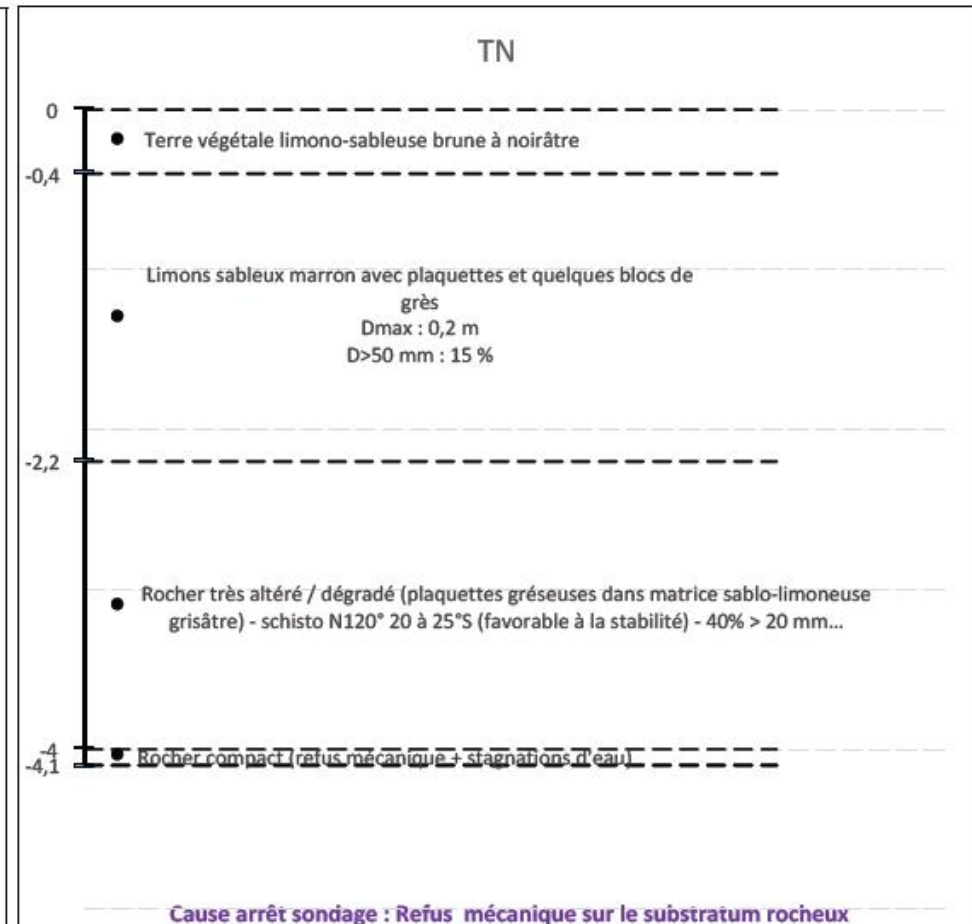 TN
0
Terre végétale limono-sableuse brune à noirâtre
-0,4
Limons sableux marron avec plaquettes et quelques blocs de
grès
Dmax : 0,2 m
D>50 mm : 15 %
-2,2
Rocher très altéré / dégradé (plaquettes gréseuses dans matrice sablo-limoneuse
grisâtre) - schisto N120° 20 à 25°S (favorable à la stabilité) - 40% > 20 mm...
-4
Rocher compact (refus mécanique + stagnations d'eau)
-4,1
Cause arrêt sondage : Refus mécanique sur le substratum rocheux